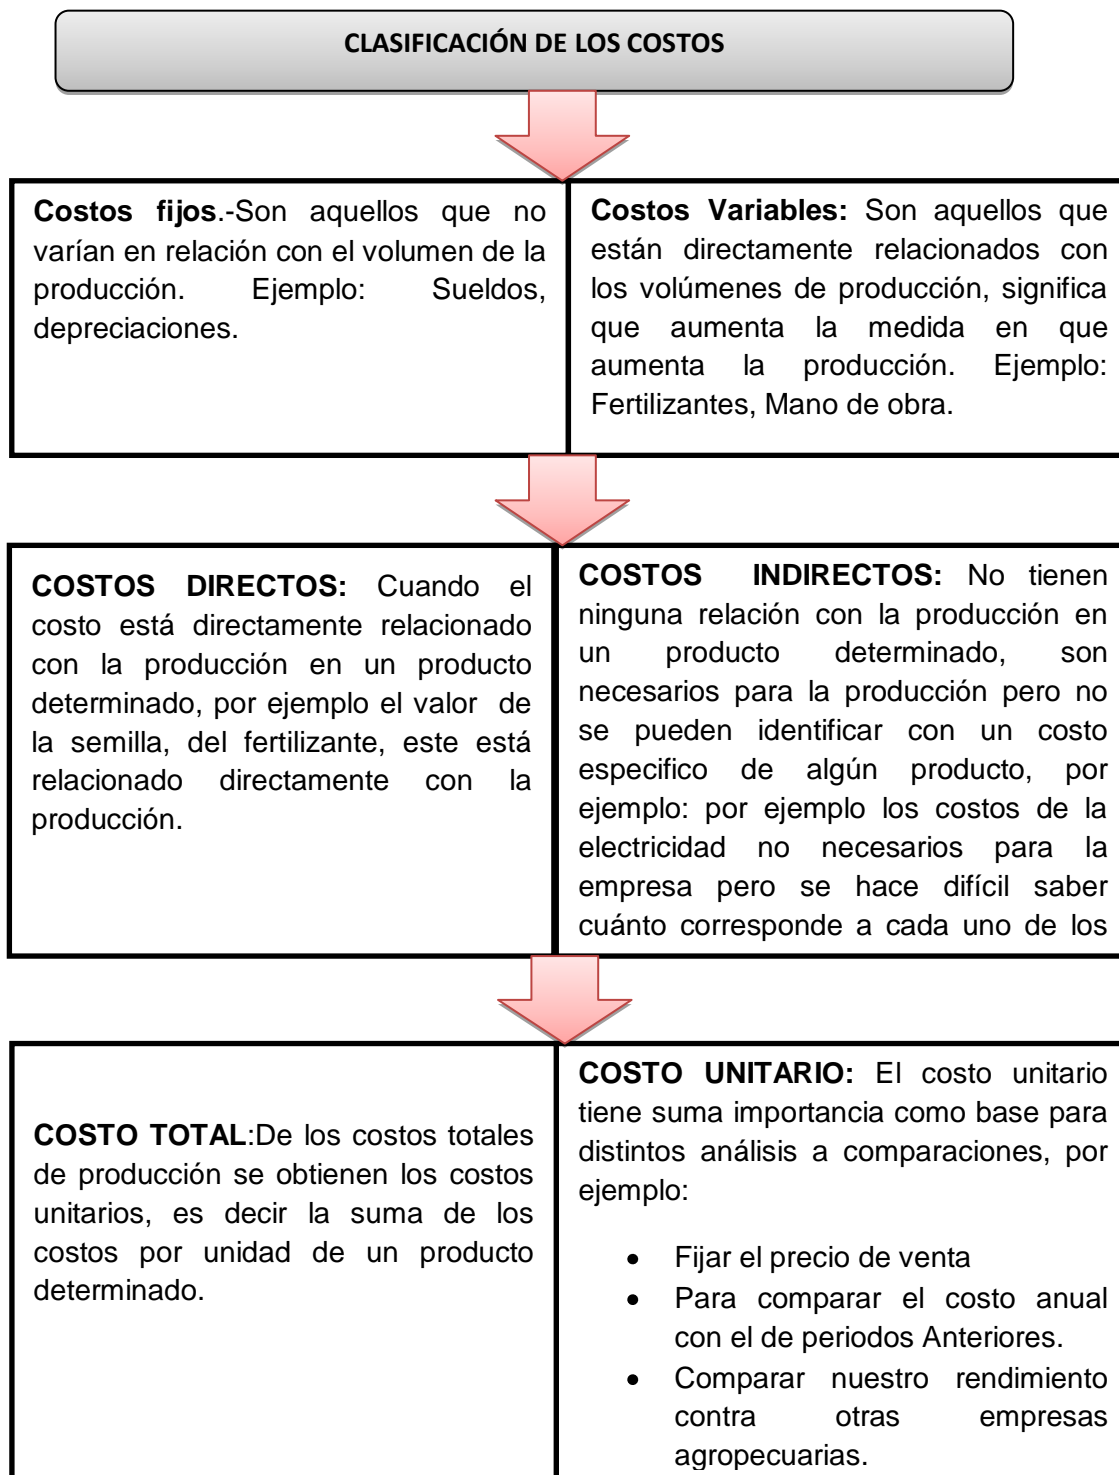 CLASIFICACIÓN DE LOS COSTOS
Costos fijos.-Son aquellos que no
varían en relación con el volumen de la
producción. Ejemplo: Sueldos,
depreciaciones.
Costos Variables: Son aquellos que
están directamente relacionados con
los volúmenes de producción, significa
que aumenta la medida en que
aumenta la producción. Ejemplo:
Fertilizantes, Mano de obra.
COSTOS DIRECTOS: Cuando el
costo está directamente relacionado
con la producción en un producto
determinado, por ejemplo el valor de
la semilla, del fertilizante, este está
relacionado directamente con la
producción.
COSTOS INDIRECTOS: No tienen
ninguna relación con la producción en
un producto determinado, son
necesarios para la producción pero no
se pueden identificar con un costo
especifico de algún producto, por
ejemplo: por ejemplo los costos de la
electricidad no necesarios para la
empresa pero se hace difícil saber
cuánto corresponde a cada uno de los
COSTO TOTAL:De los costos totales
de producción se obtienen los costos
unitarios, es decir la suma de los
costos por unidad de un producto
determinado.
COSTO UNITARIO: El costo unitario
tiene suma importancia como base para
distintos análisis a comparaciones, por
ejemplo:
• Fijar el precio de venta
• Para comparar el costo anual
con el de periodos Anteriores.
• Comparar nuestro rendimiento
contra otras empresas
agropecuarias.